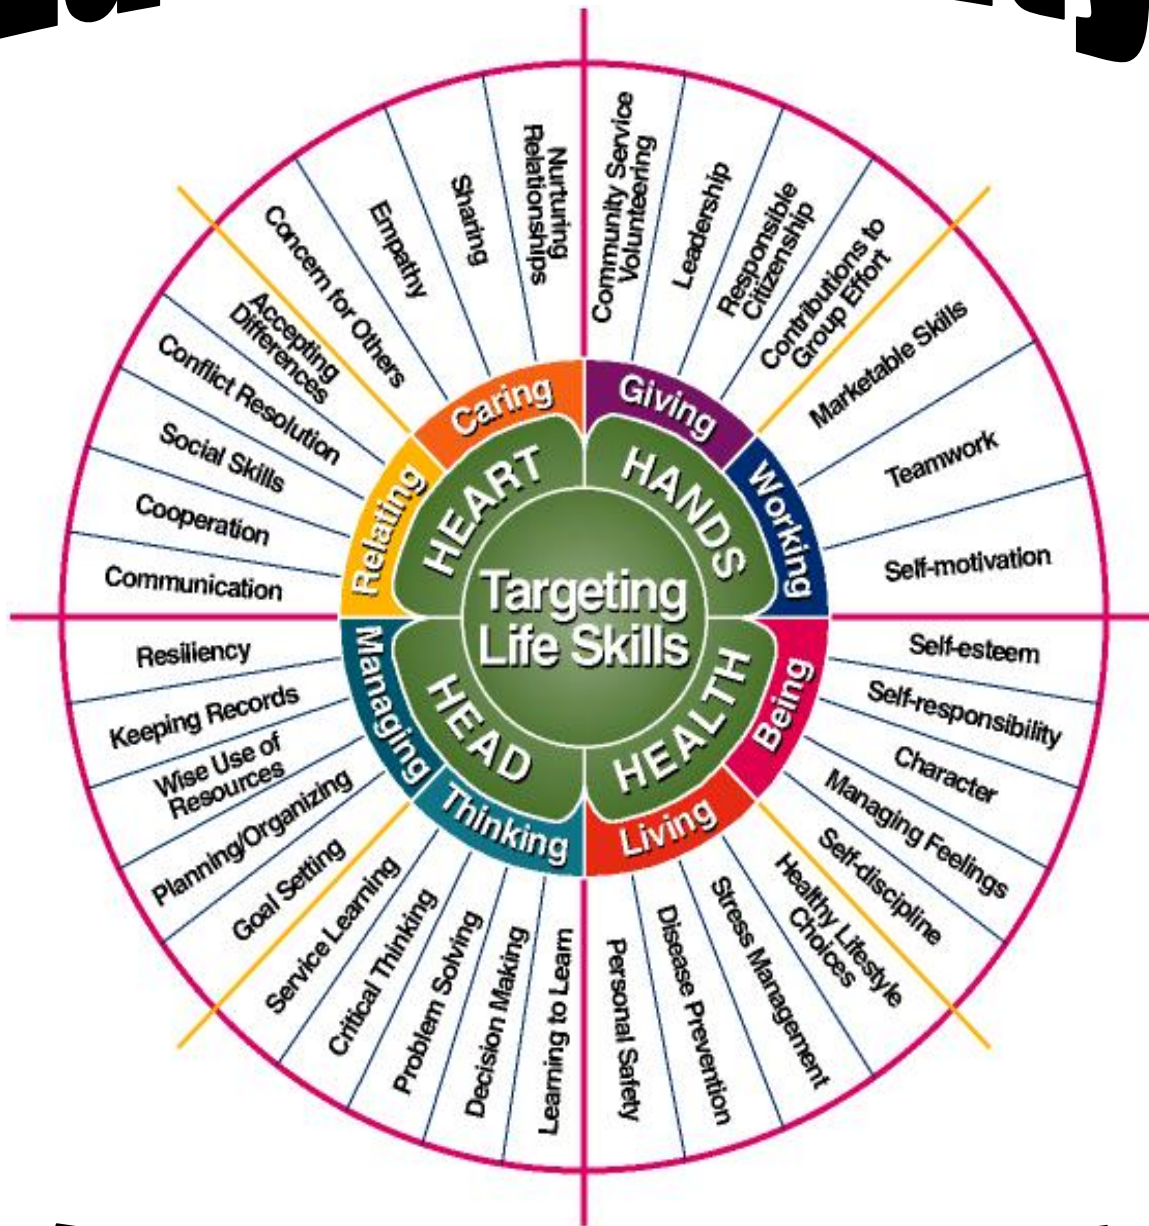 Nurturing
Relationships
Sharing
Empathy
Concern for Others
Caring
Accepting
Differences
Conflict Resolution
Social Skills
Cooperation
Communication
Relating
HEART
Community Service
Volunteering
Leadership
Responsible
Citizenship
Contributions to
Group Effort
Giving
Marketable Skills
Teamwork
Self-motivation
Working
HANDS
Targeting
Life Skills
Resiliency
Keeping Records
Wise Use of
Resources
Planning/Organizing
Goal Setting
Managing
HEAD
Service Learning
Critical Thinking
Problem Solving
Decision Making
Learning to Learn
Thinking
Self-esteem
Self-responsibility
Character
Managing Feelings
Self-discipline
Being
HEALTH
Healthy Lifestyle
Choices
Stress Management
Disease Prevention
Personal Safety
Living